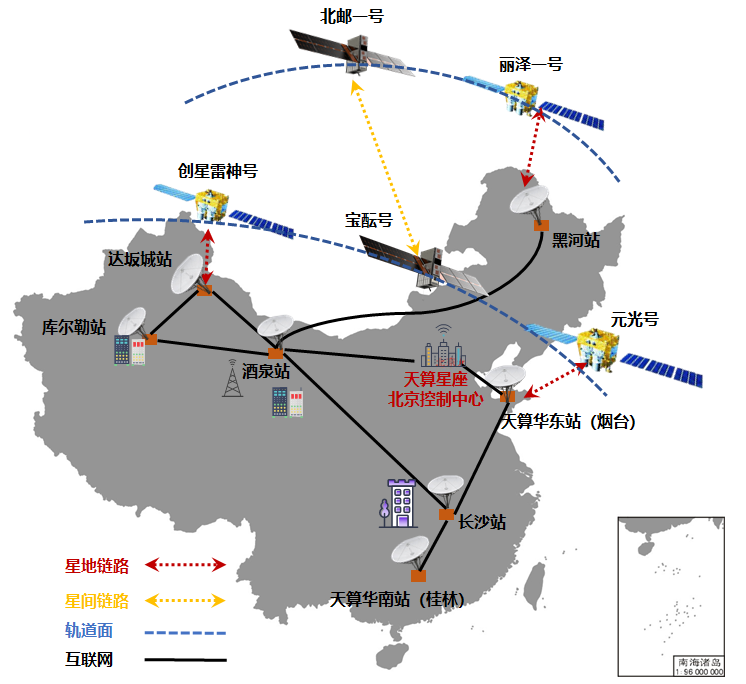 北邮一号
丽泽一号
创星雷神号
宝酝号
黑河站
达坂城站
库尔勒站
元光号
酒泉站
天算星座
北京控制中心
天算华东站（烟台）
长沙站
天算华南站（桂林）
星地链路
星间链路
轨道面
互联网
南海诸岛
1:96 000 000